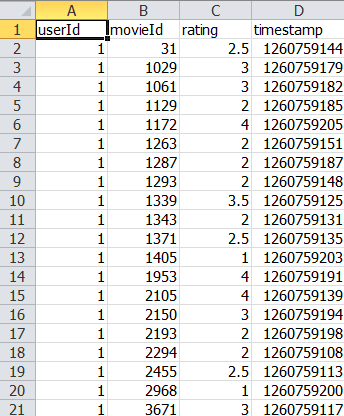 A B C D
1 userId movieId rating timestamp
2 1 31 2.5 1260759144
3 1 1029 3 1260759179
4 1 1061 3 1260759182
5 1 1129 2 1260759185
6 1 1172 4 1260759205
7 1 1263 2 1260759151
8 1 1287 2 1260759187
9 1 1293 2 1260759148
10 1 1339 3.5 1260759125
11 1 1343 2 1260759131
12 1 1371 2.5 1260759135
13 1 1405 1 1260759203
14 1 1953 4 1260759191
15 1 2105 4 1260759139
16 1 2150 3 1260759194
17 1 2193 2 1260759198
18 1 2294 2 1260759108
19 1 2455 2.5 1260759113
20 1 2968 1 1260759200
21 1 3671 3 1260759117